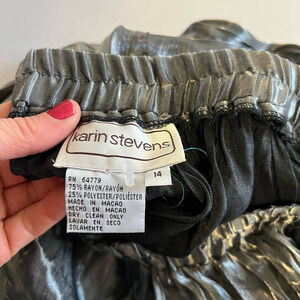 karin stevens
14
RN 64779
75% RAYON/RAYÓN
25% POLYESTER/POLIÉSTER
MADE IN MACAO
HECHO EN MACAO
DRY CLEAN ONLY
LAVAR EN SECO
SOLAMENTE